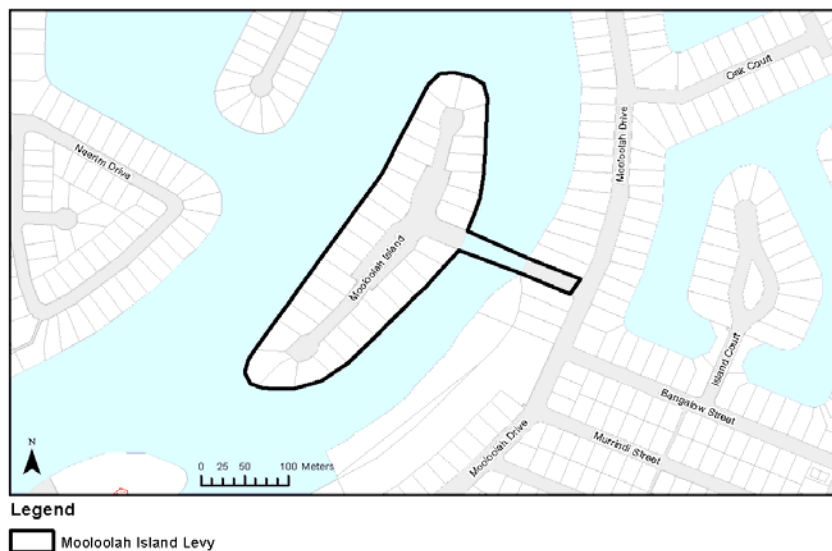 Oak Court
Mooloolah Drive
Neerim Drive
Mooloolah Island
Island Court
Bangalow Street
Murrindi Street
Mooloolah Drive
N
0 25 50 100 Meters
Legend
Mooloolah Island Levy